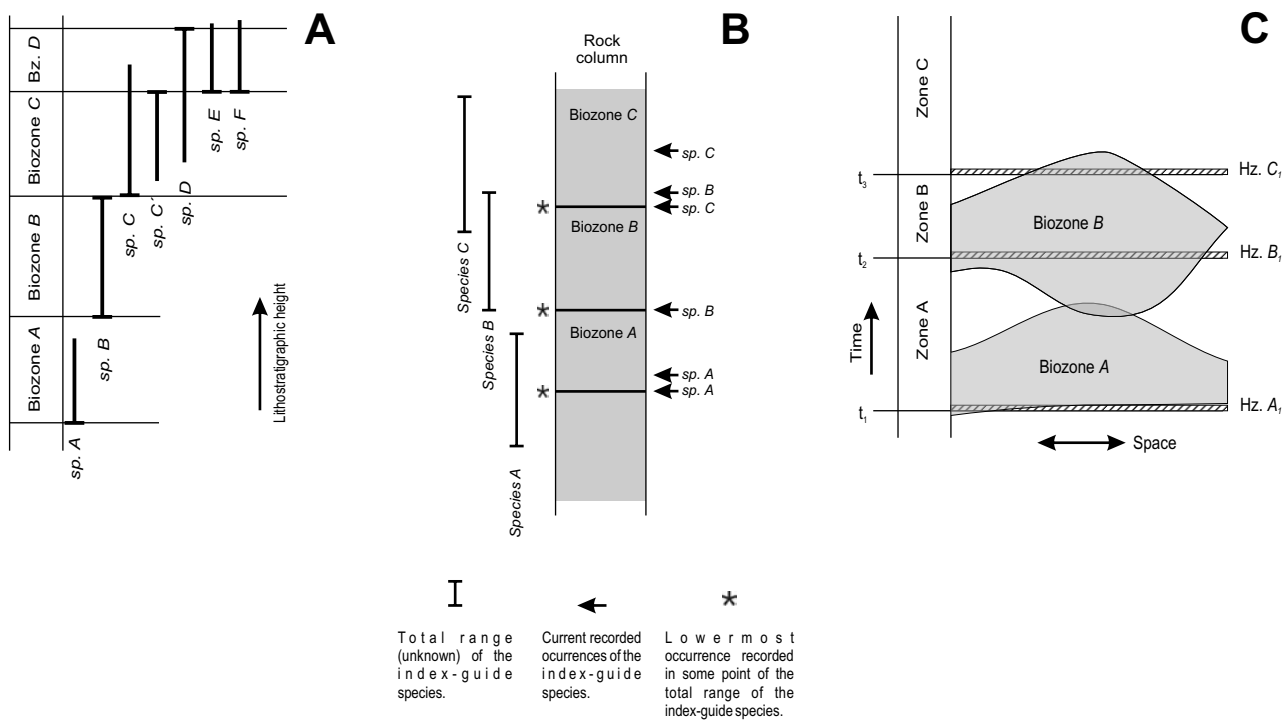 A
Bz. D
Biozone C
Biozone B
Biozone A
sp. A
sp. B
sp. C
sp. C´
sp. D
sp. E
sp. F
Lithostratigraphic height
B
Rock
column
Biozone C
Biozone B
Biozone A
sp. C
sp. B
sp. C
sp. B
sp. A
sp. A
*
*
*
Species C
Species B
Species A
C
Zone C
Zone B
Zone A
t3
t2
t1
Time
Biozone B
Biozone A
Hz. C1
Hz. B1
Hz. A1
Space
Total range
(unknown) of the
index-guide
species.
Current recorded
ocurrences of the
index-guide
species.
*
Lowermost
occurrence recorded
in some point of the
total range of the
index-guide species.